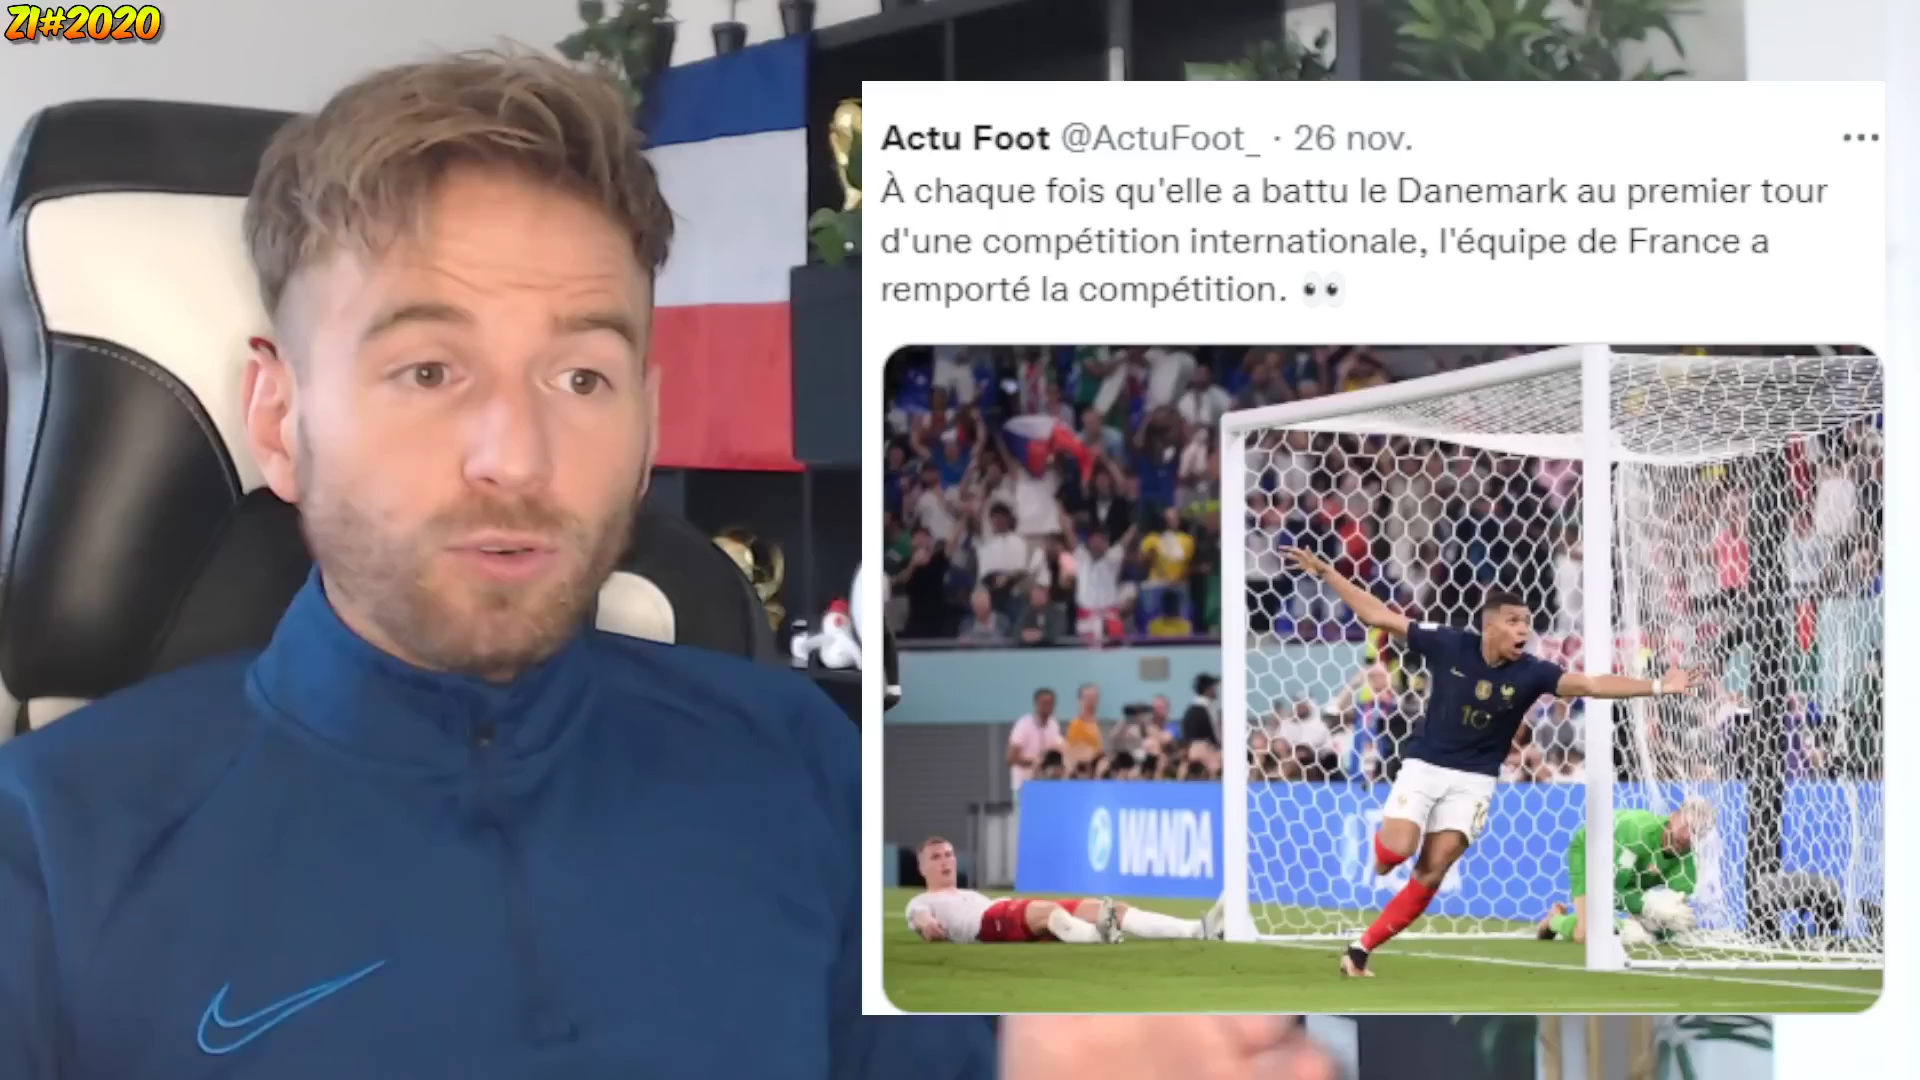 ZI#2020
Actu Foot @ActuFoot_ · 26 nov.
À chaque fois qu'elle a battu le Danemark au premier tour
d'une compétition internationale, l'équipe de France a
remporté la compétition. 👀
WANDA
10